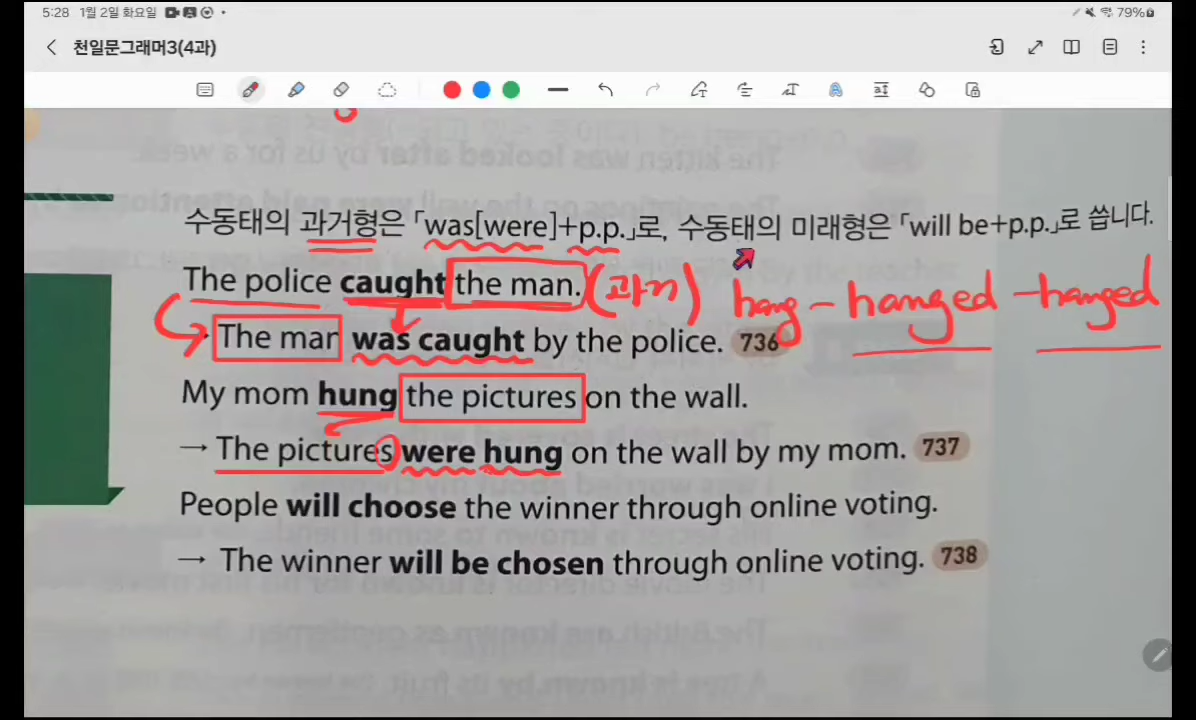 5:28 1월 2일 화요일 79%
천일문그래머3(4과)
수동태의 과거형은 「was[were]+p.p.」로, 수동태의 미래형은 「will be+p.p.」로 씁니다.
The police caught the man. (과거) hang - hanged - hanged
The man was caught by the police. 736
My mom hung the pictures on the wall.
→ The pictures were hung on the wall by my mom. 737
People will choose the winner through online voting.
→ The winner will be chosen through online voting. 738